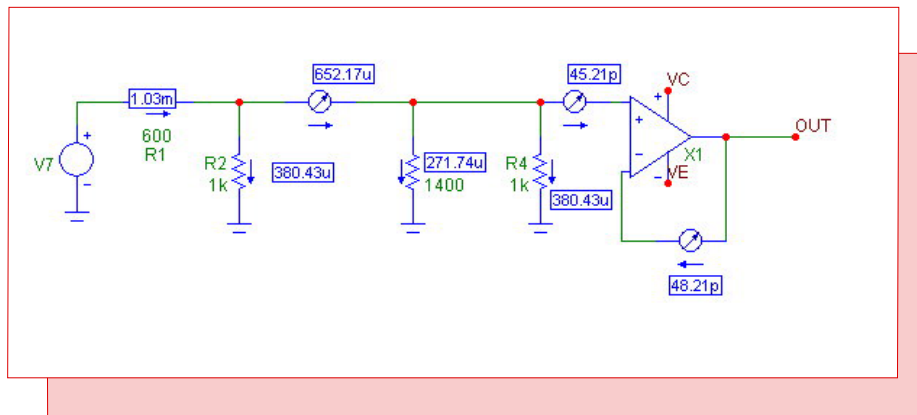 652.17u
45.21p
VC
1.03m
+
+
+
OUT
600
R1
V7
R2
1k
380.43u
271.74u
1400
R4
1k
380.43u
−
−
X1
−
VE
48.21p